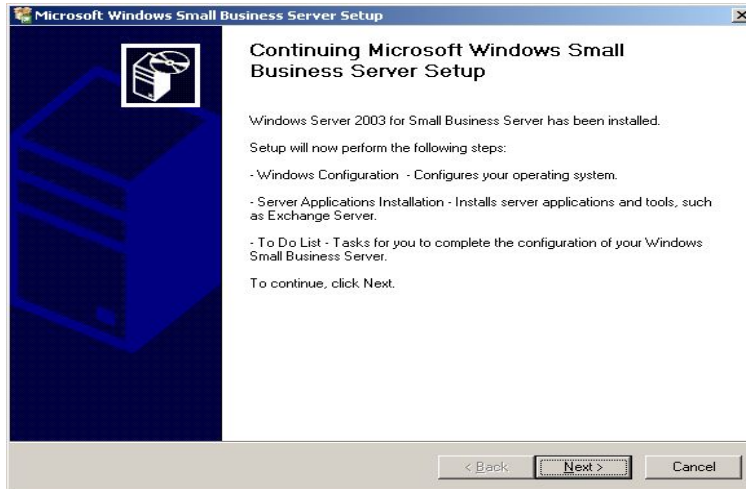 Microsoft Windows Small Business Server Setup
Continuing Microsoft Windows Small
Business Server Setup
Windows Server 2003 for Small Business Server has been installed.
Setup will now perform the following steps:
- Windows Configuration - Configures your operating system.
- Server Applications Installation - Installs server applications and tools, such
as Exchange Server.
- To Do List - Tasks for you to complete the configuration of your Windows
Small Business Server.
To continue, click Next.
< Back
Next >
Cancel